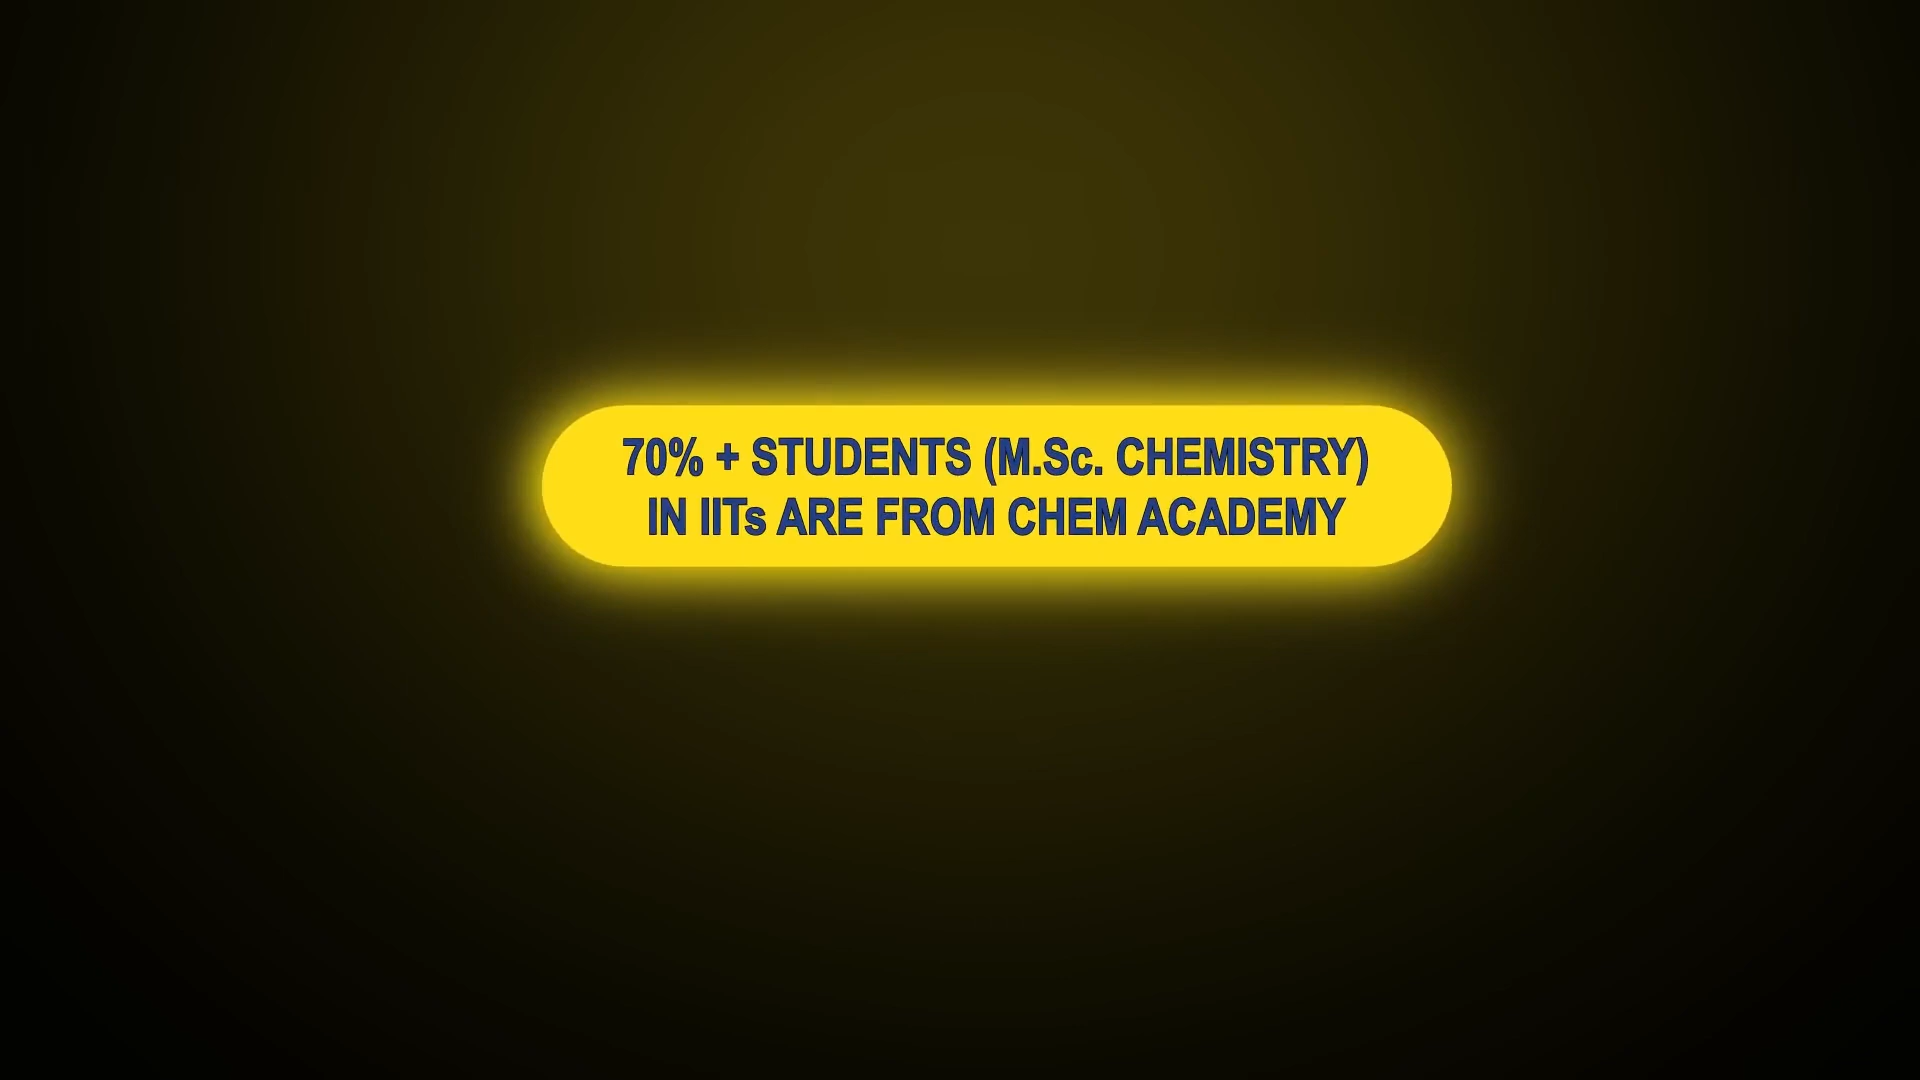 70% + STUDENTS (M.Sc. CHEMISTRY)
IN IITs ARE FROM CHEM ACADEMY